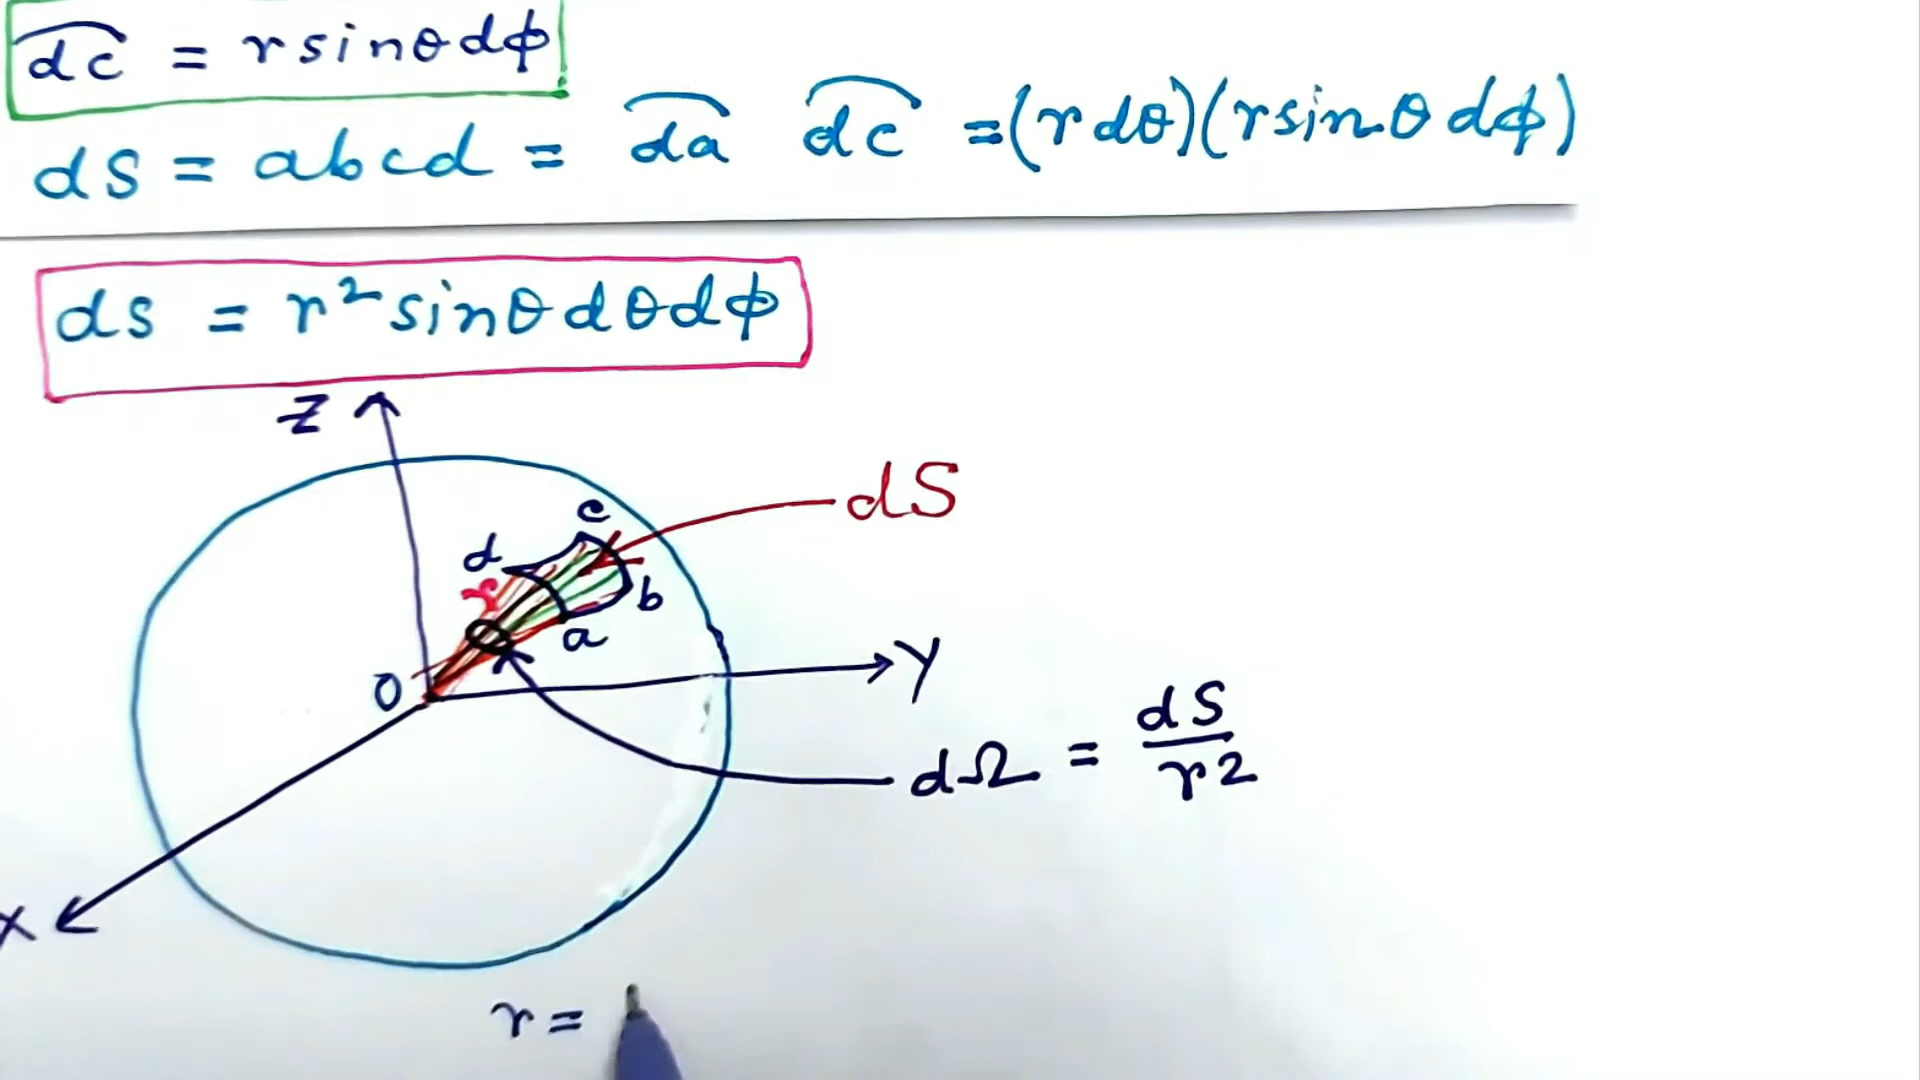 dc = r sinθ dϕ
dS = abcd = da dc = (r dθ)(r sinθ dϕ)
ds = r² sinθ dθ dϕ
Z
dS
c
d
r
b
a
O
Y
dΩ = dS/r²
X
r =